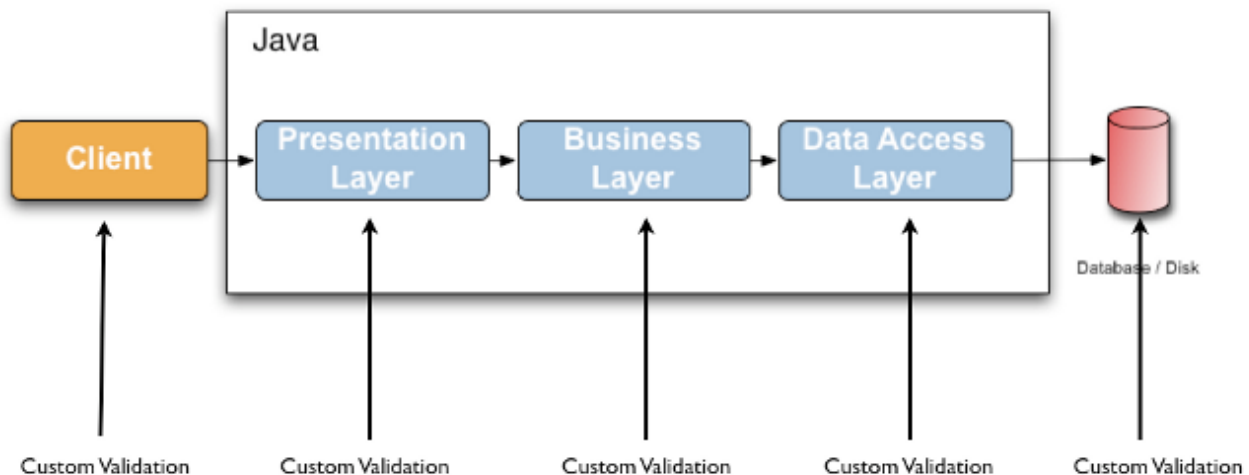 Java
Client
Presentation
Layer
Business
Layer
Data Access
Layer
Database / Disk
Custom Validation
Custom Validation
Custom Validation
Custom Validation
Custom Validation